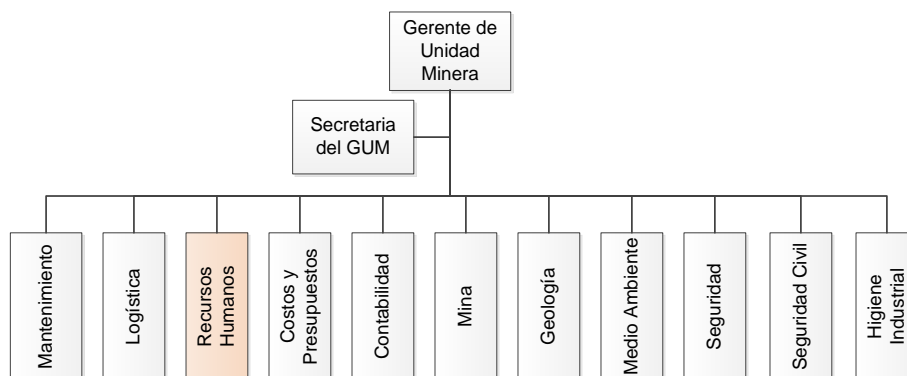 Gerente de
Unidad
Minera
Secretaria
del GUM
Mantenimiento
Logística
Recursos
Humanos
Costos y
Presupuestos
Contabilidad
Mina
Geología
Medio Ambiente
Seguridad
Seguridad Civil
Higiene
Industrial